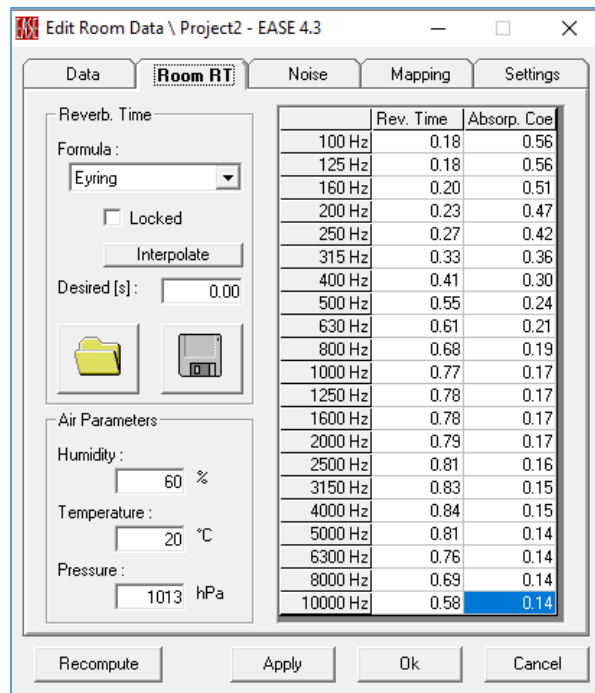 EASE Edit Room Data \ Project2 - EASE 4.3
Data Room RT Noise Mapping Settings
Reverb. Time
Formula :
Eyring
Locked
Interpolate
Desired [s] : 0.00
Air Parameters
Humidity :
60 %
Temperature :
20 °C
Pressure :
1013 hPa
Rev. Time Absorp. Coe
100 Hz 0.18 0.56
125 Hz 0.18 0.56
160 Hz 0.20 0.51
200 Hz 0.23 0.47
250 Hz 0.27 0.42
315 Hz 0.33 0.36
400 Hz 0.41 0.30
500 Hz 0.55 0.24
630 Hz 0.61 0.21
800 Hz 0.68 0.19
1000 Hz 0.77 0.17
1250 Hz 0.78 0.17
1600 Hz 0.78 0.17
2000 Hz 0.79 0.17
2500 Hz 0.81 0.16
3150 Hz 0.83 0.15
4000 Hz 0.84 0.15
5000 Hz 0.81 0.14
6300 Hz 0.76 0.14
8000 Hz 0.69 0.14
10000 Hz 0.58 0.14
Recompute Apply Ok Cancel